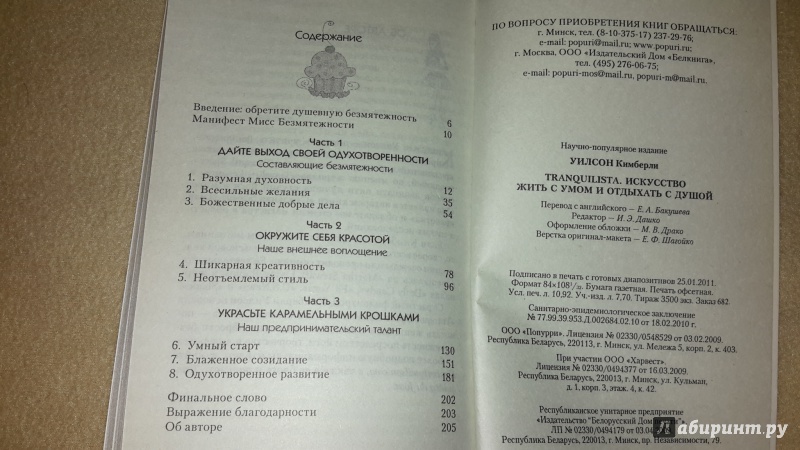 Содержание
Введение: обретите душевную безмятежность 6
Манифест Мисс Безмятежности 10
Часть 1
ДАЙТЕ ВЫХОД СВОЕЙ ОДУХОТВОРЕННОСТИ
Составляющие безмятежности
1. Разумная духовность 12
2. Всесильные желания 35
3. Божественные добрые дела 54
Часть 2
ОКРУЖИТЕ СЕБЯ КРАСОТОЙ
Наше внешнее воплощение
4. Шикарная креативность 78
5. Неотъемлемый стиль 96
Часть 3
УКРАСЬТЕ КАРАМЕЛЬНЫМИ КРОШКАМИ
Наш предпринимательский талант
6. Умный старт 130
7. Блаженное созидание 151
8. Одухотворенное развитие 181
Финальное слово 202
Выражение благодарности 203
Об авторе 205
ПО ВОПРОСУ ПРИОБРЕТЕНИЯ КНИГ ОБРАЩАТЬСЯ:
г. Минск, тел. (8-10-375-17) 237-29-76;
e-mail: popuri@mail.ru; www.popuri.ru;
г. Москва, ООО «Издательский Дом «Белкнига»,
тел. (495) 276-06-75;
e-mail: popuri-mos@mail.ru, popuri-m@mail.ru.
Научно-популярное издание
УИЛСОН Кимберли
TRANQUILISTA. ИСКУССТВО
ЖИТЬ С УМОМ И ОТДЫХАТЬ С ДУШОЙ
Перевод с английского — Е. А. Бакушева
Редактор — И. Э. Дашко
Оформление обложки — М. В. Драко
Верстка оригинал-макета — Е. Ф. Шагойко
Подписано в печать с готовых диапозитивов 25.01.2011.
Формат 84×108¹/₃₂. Бумага газетная. Печать офсетная.
Усл. печ. л. 10,92. Уч.-изд. л. 7,70. Тираж 3500 экз. Заказ 682.
Санитарно-эпидемиологическое заключение
№ 77.99.39.953.Д.002684.02.10 от 18.02.2010 г.
ООО «Попурри». Лицензия № 02330/0548529 от 03.02.2009.
Республика Беларусь, 220113, г. Минск, ул. Мележа 5, корп. 2, к. 403.
При участии ООО «Харвест».
Лицензия № 02330/0494377 от 16.03.2009.
Республика Беларусь, 220013, г. Минск, ул. Кульман,
д. 1, корп. 3, этаж 4, к. 42.
Республиканское унитарное предприятие
«Издательство "Белорусский Дом
ЛП № 02330/0494179 от 03.04
Республика Беларусь, 220013, г. Минск, пр. Независимости, 79.
Лабиринт.ру